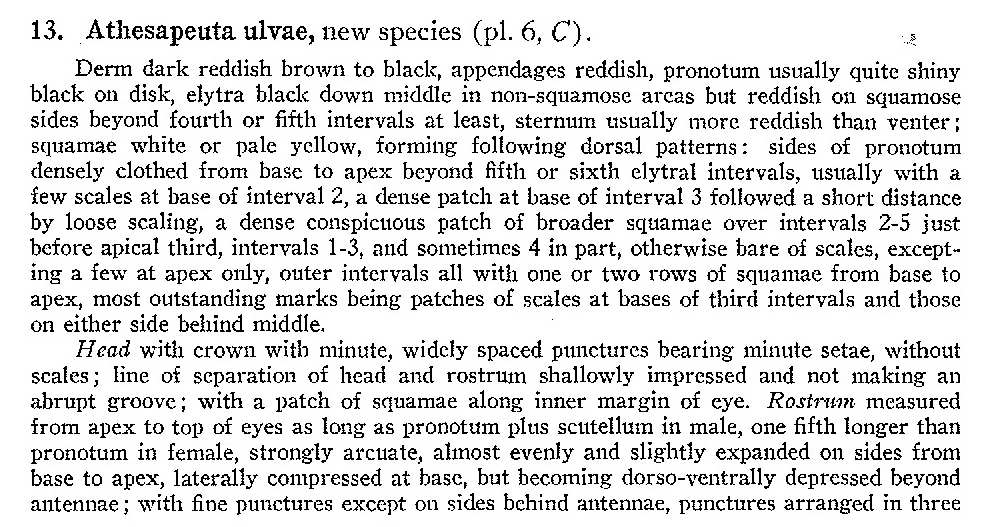 13. Athesapeuta ulvae, new species (pl. 6, C).
Derm dark reddish brown to black, appendages reddish, pronotum usually quite shiny
black on disk, elytra black down middle in non-squamose areas but reddish on squamose
sides beyond fourth or fifth intervals at least, sternum usually more reddish than venter;
squamae white or pale yellow, forming following dorsal patterns: sides of pronotum
densely clothed from base to apex beyond fifth or sixth elytral intervals, usually with a
few scales at base of interval 2, a dense patch at base of interval 3 followed a short distance
by loose scaling, a dense conspicuous patch of broader squamae over intervals 2-5 just
before apical third, intervals 1-3, and sometimes 4 in part, otherwise bare of scales, except-
ing a few at apex only, outer intervals all with one or two rows of squamae from base to
apex, most outstanding marks being patches of scales at bases of third intervals and those
on either side behind middle.
Head with crown with minute, widely spaced punctures bearing minute setae, without
scales; line of separation of head and rostrum shallowly impressed and not making an
abrupt groove; with a patch of squamae along inner margin of eye. Rostrum measured
from apex to top of eyes as long as pronotum plus scutellum in male, one fifth longer than
pronotum in female, strongly arcuate, almost evenly and slightly expanded on sides from
base to apex, laterally compressed at base, but becoming dorso-ventrally depressed beyond
antennae; with fine punctures except on sides behind antennae, punctures arranged in three